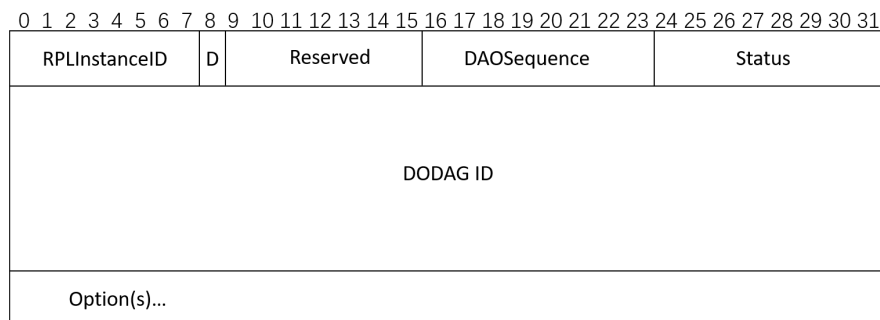 0 1 2 3 4 5 6 7 8 9 10 11 12 13 14 15 16 17 18 19 20 21 22 23 24 25 26 27 28 29 30 31
RPLInstanceID D Reserved DAOSequence Status
DODAG ID
Option(s)...